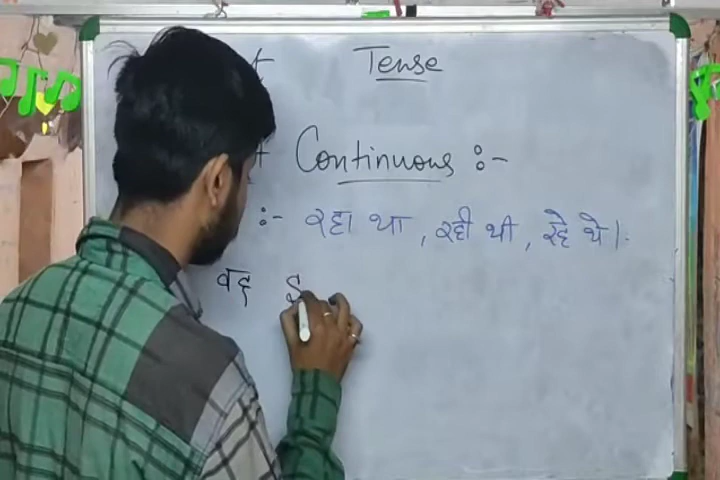 Tense
Continuous :-
:- रहा था , रही थी , रहे थे ।
वह